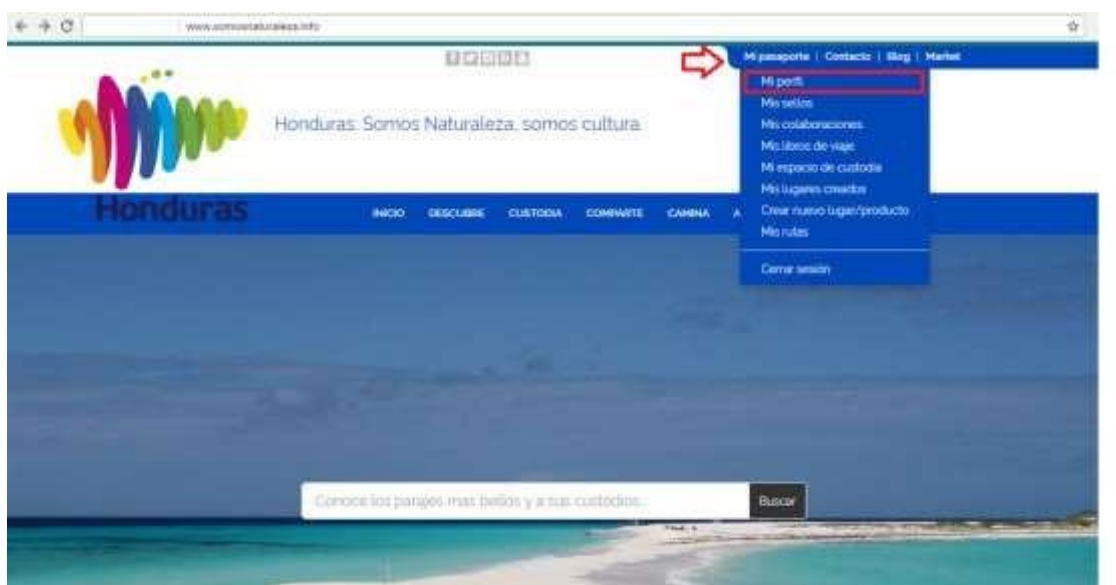 www.somosnaturaleza.info
Mi pasaporte | Contacto | Blog | Market
Mi perfil
Mis sellos
Mis colaboraciones
Mis libros de viaje
Mi espacio de custodia
Mis lugares creados
Crear nuevo lugar/producto
Mis rutas
Cerrar sesión
Honduras. Somos Naturaleza, somos cultura.
Honduras
INICIO DESCUBRE CUSTODIA COMPARTE CAMINA A
Conoce los parajes mas bellos y a sus custodios...
Buscar